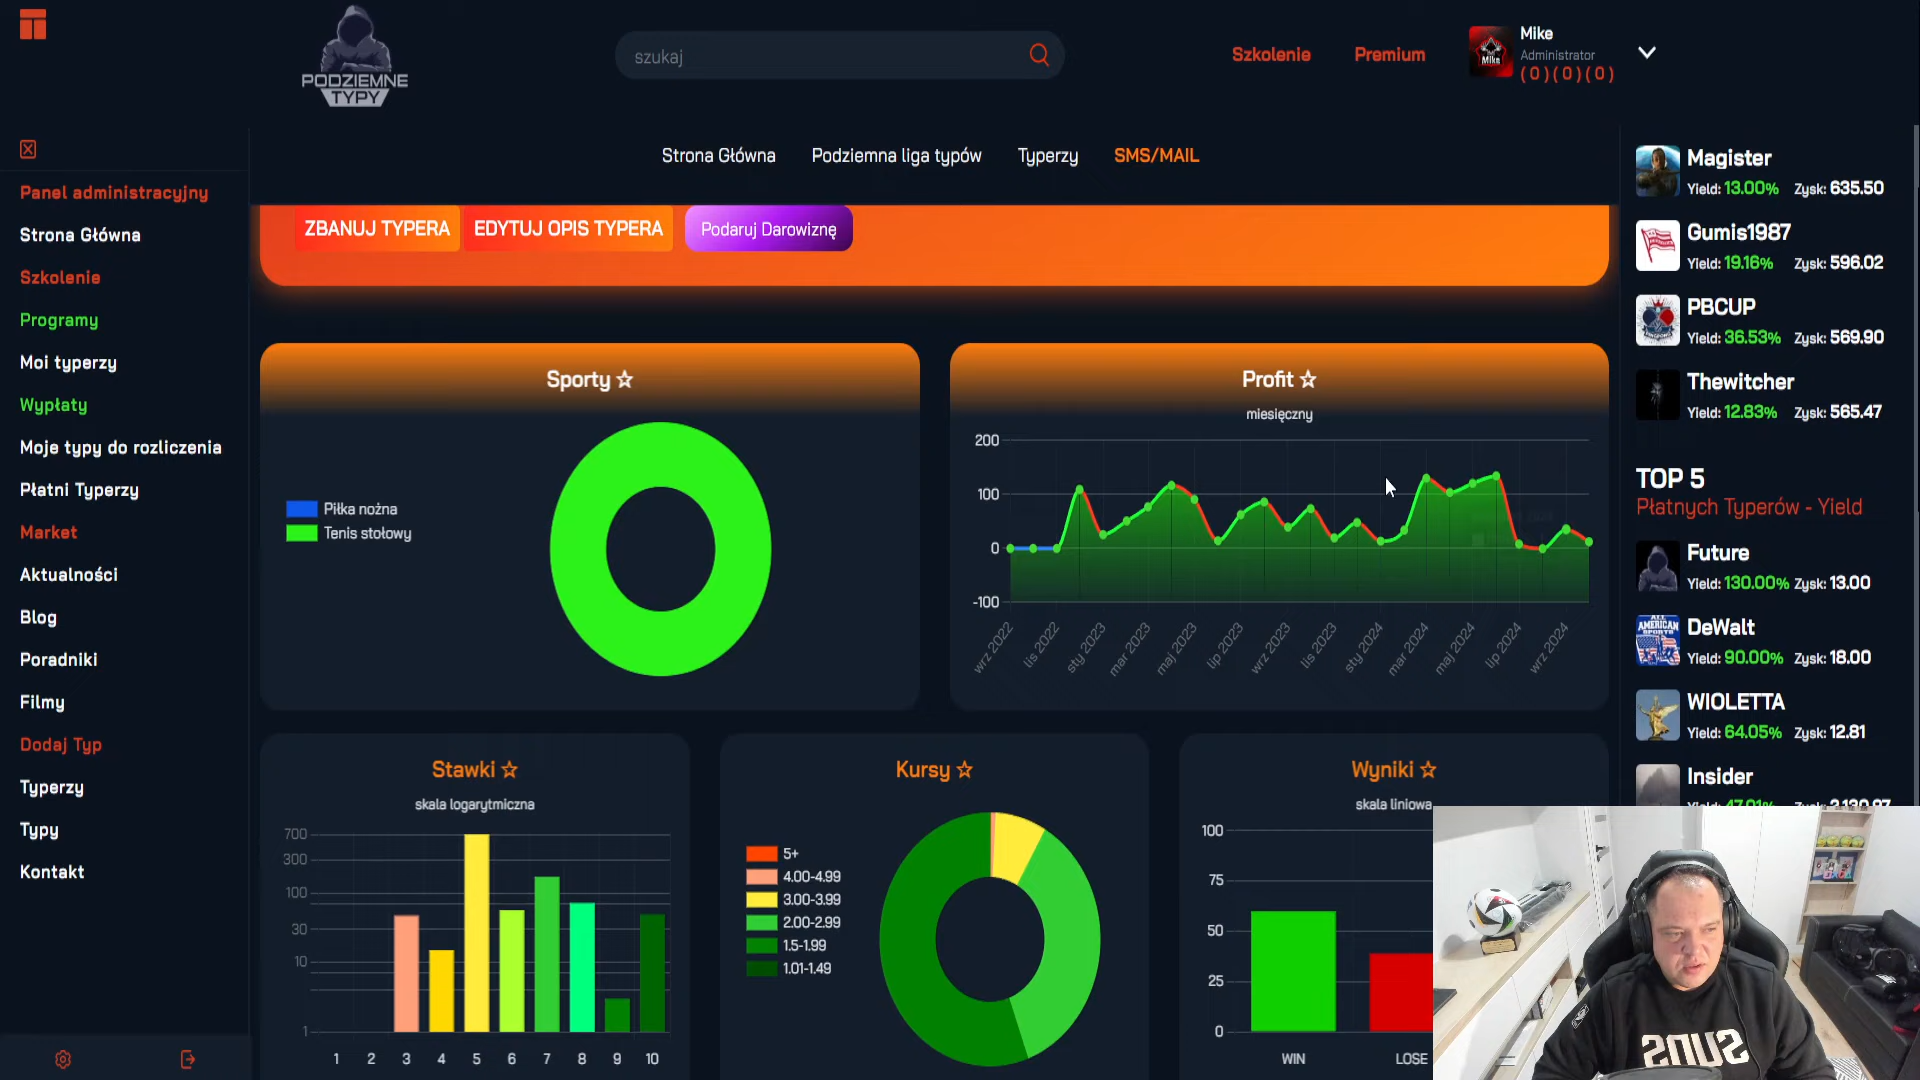 PODZIEMNE
TYPY
szukaj
Szkolenie
Premium
Mike
Administrator
( 0 ) ( 0 ) ( 0 )
Strona Główna
Podziemna liga typów
Typerzy
SMS/MAIL
Panel administracyjny
Strona Główna
Szkolenie
Programy
Moi typerzy
Wypłaty
Moje typy do rozliczenia
Płatni Typerzy
Market
Aktualności
Blog
Poradniki
Filmy
Dodaj Typ
Typerzy
Typy
Kontakt
ZBANUJ TYPERA
EDYTUJ OPIS TYPERA
Podaruj Darowiznę
Sporty ☆
Piłka nożna
Tenis stołowy
Profit ☆
miesięczny
200
100
0
-100
wrz 2022
lis 2022
sty 2023
mar 2023
maj 2023
lip 2023
wrz 2023
lis 2023
sty 2024
mar 2024
maj 2024
lip 2024
wrz 2024
Stawki ☆
skala logarytmiczna
700
300
100
30
10
1
1 2 3 4 5 6 7 8 9 10
Kursy ☆
5+
4.00-4.99
3.00-3.99
2.00-2.99
1.5-1.99
1.01-1.49
Wyniki ☆
skala liniowa
100
75
50
25
0
WIN
LOSE
Magister
Yield: 13.00% Zysk: 635.50
Gumis1987
Yield: 19.16% Zysk: 596.02
PBCUP
Yield: 36.53% Zysk: 569.90
Thewitcher
Yield: 12.83% Zysk: 565.47
TOP 5
Płatnych Typerów - Yield
Future
Yield: 130.00% Zysk: 13.00
DeWalt
Yield: 90.00% Zysk: 18.00
WIOLETTA
Yield: 64.05% Zysk: 12.81
Insider